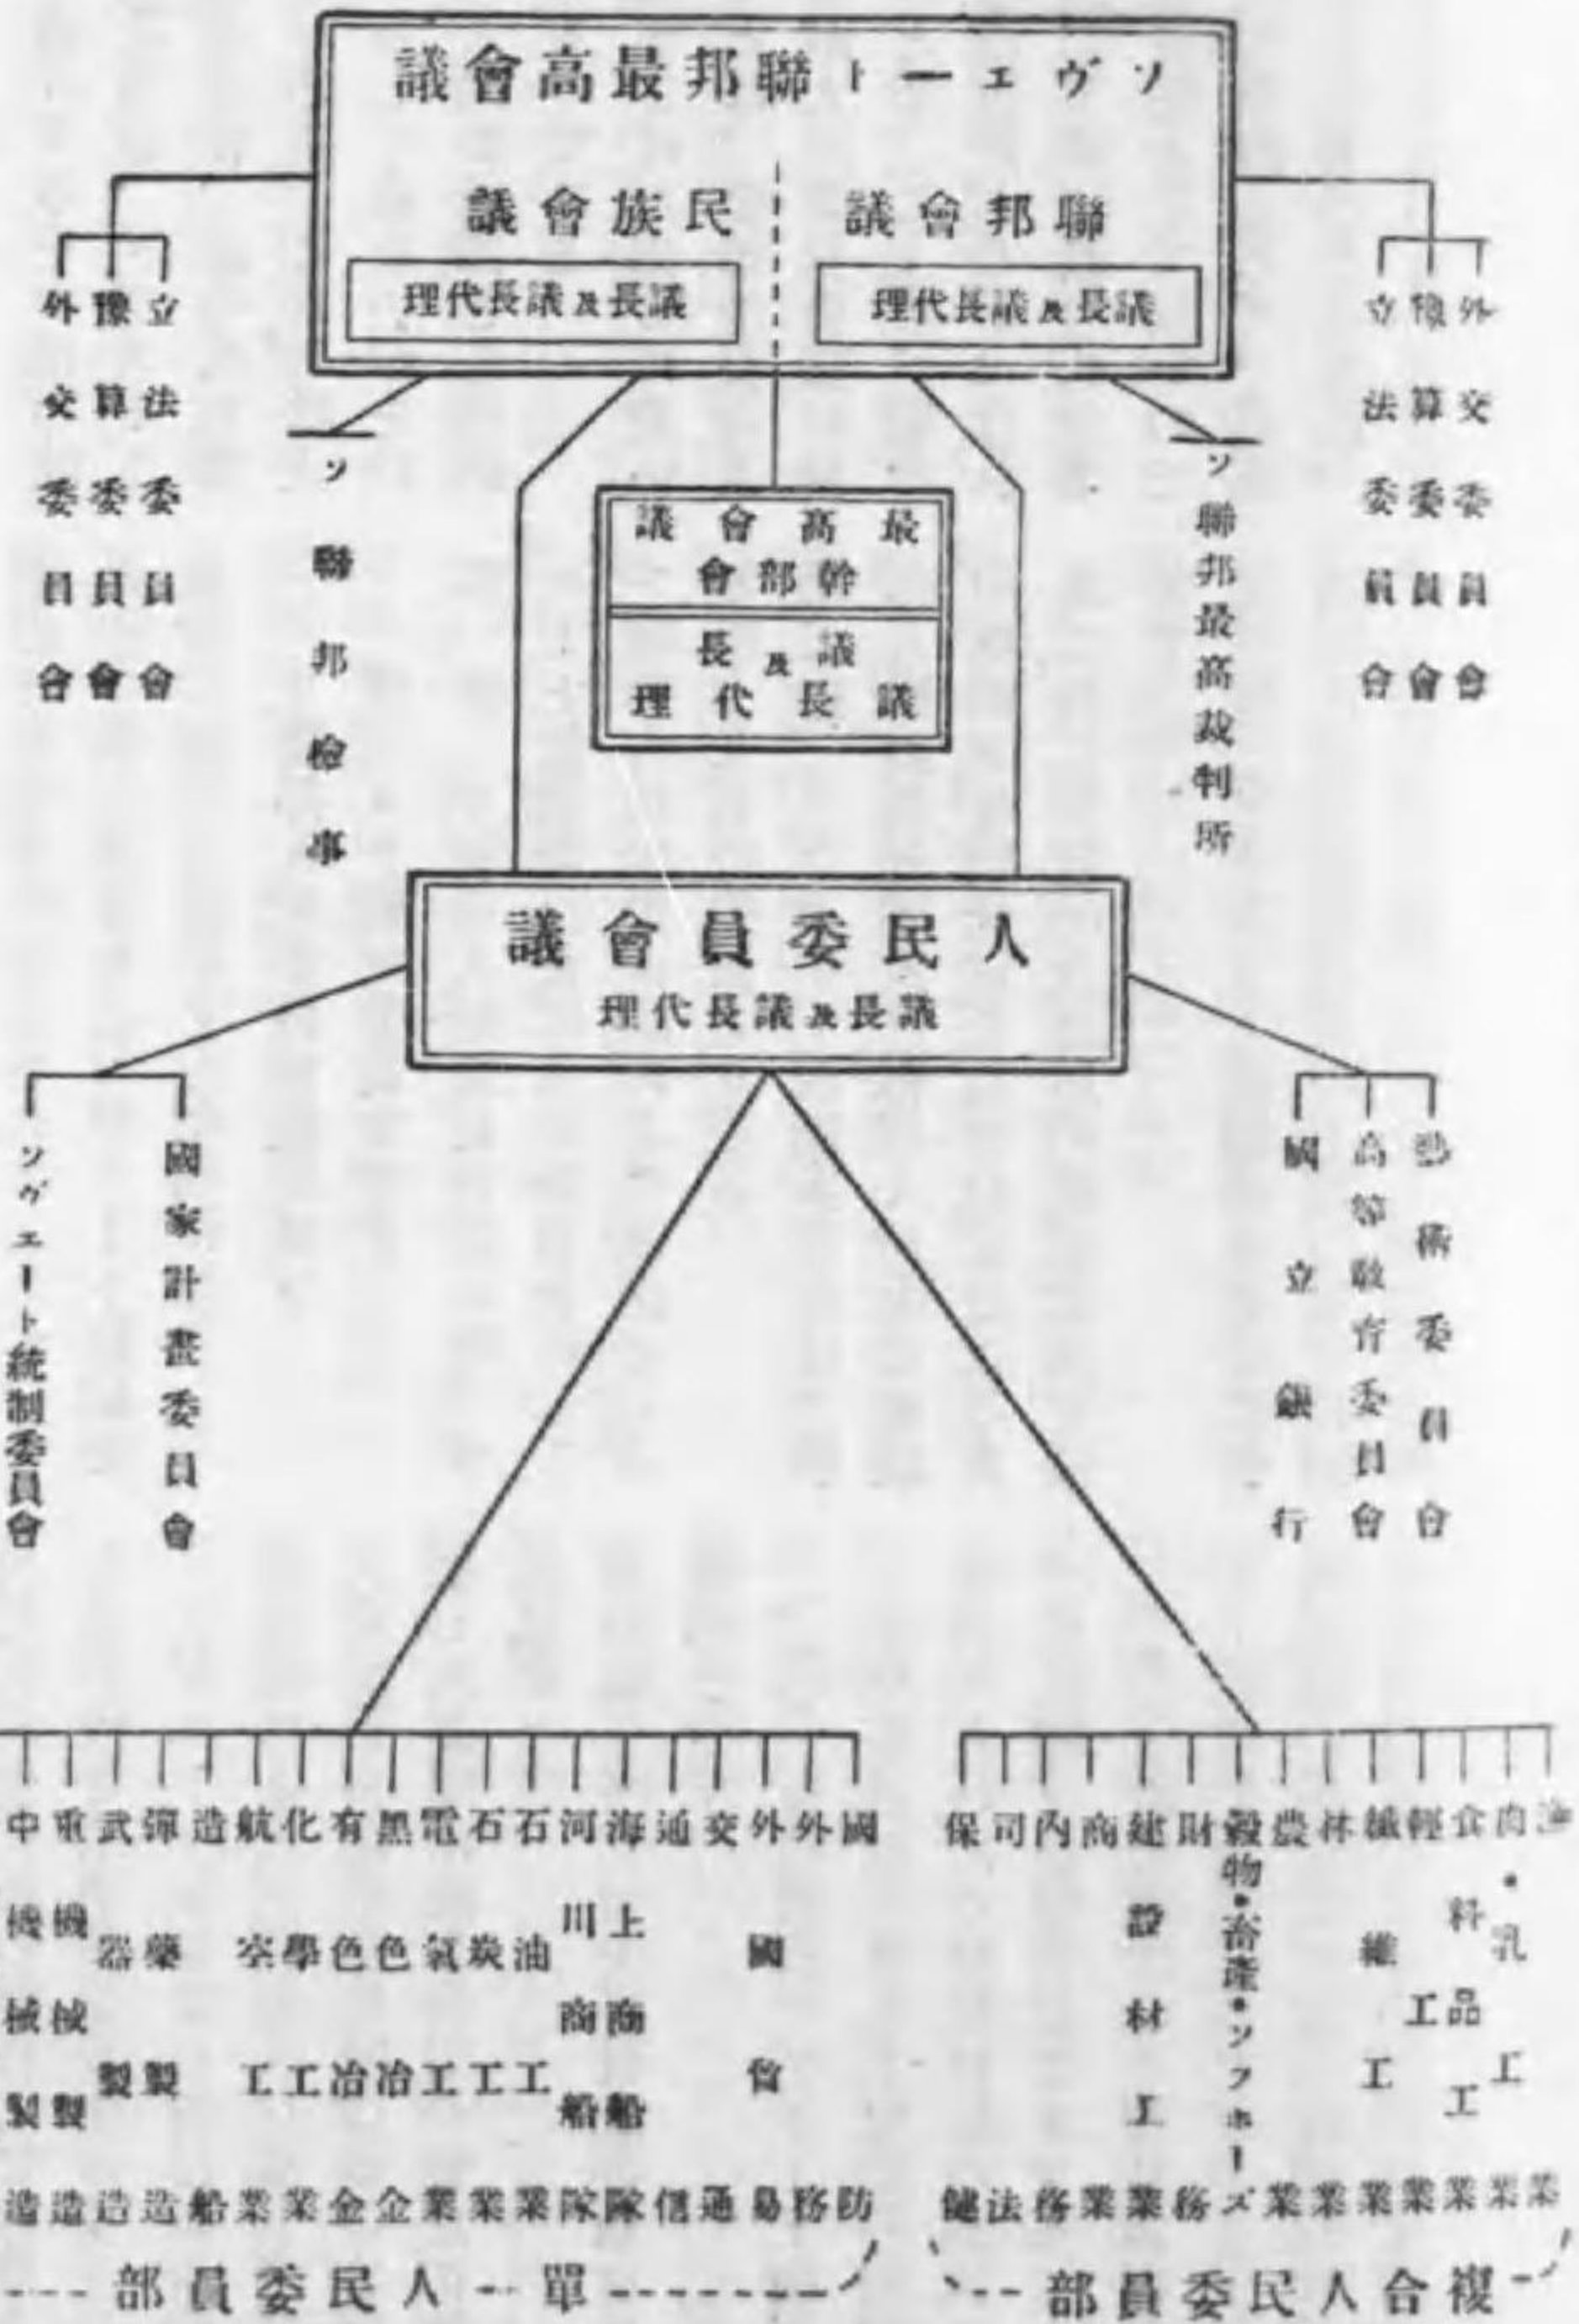 ソヴエート聯邦最高會議
聯邦會議
議長及議長代理
民族會議
議長及議長代理
外交委員會
豫算委員會
立法委員會
立法委員會
豫算委員會
外交委員會
ソ聯邦最高裁判所
最高會議
幹部會
議長及
議長代理
ソ聯邦檢事
人民委員會議
議長及議長代理
藝術委員會
高等敎育委員會
國立銀行
國家計畫委員會
ソヴエート統制委員會
漁業
肉・乳工業
食料品工業
輕工業
纖維工業
林業
農業
穀物・畜產・ソフホーズ
財務
建設材工業
商業
內務
司法
保健
複合人民委員部
國防
外務
外國貿易
交通
通信
海上商船隊
河川商船隊
石油工業
石炭工業
電氣工業
黑色冶金
有色冶金
化學工業
航空工業
造船
彈藥製造
武器製造
重機械製造
中機械製造
單一人民委員部